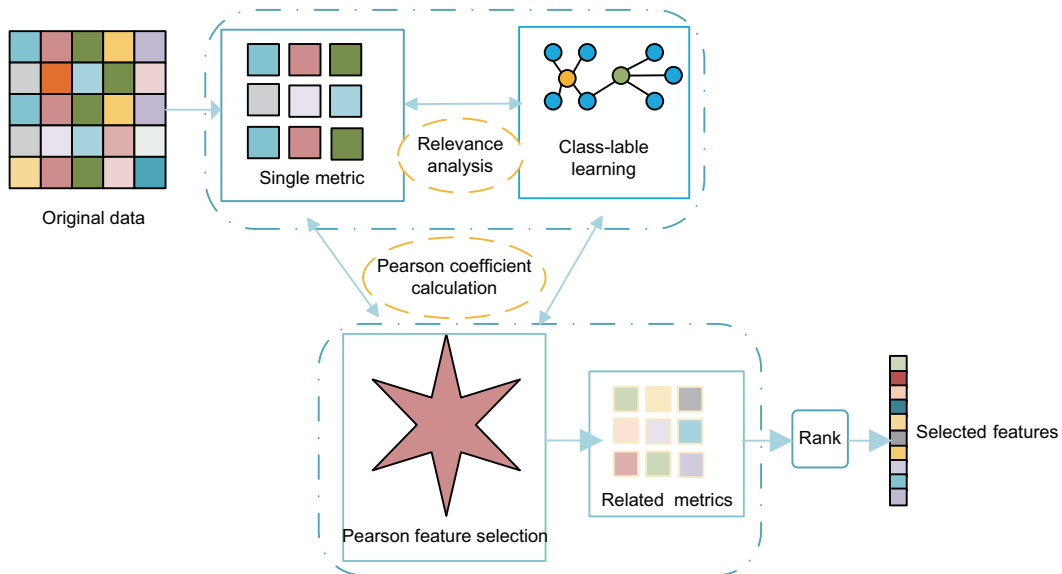 Original data
Single metric
Relevance
analysis
Class-lable
learning
Pearson coefficient
calculation
Pearson feature selection
Related metrics
Rank
Selected features